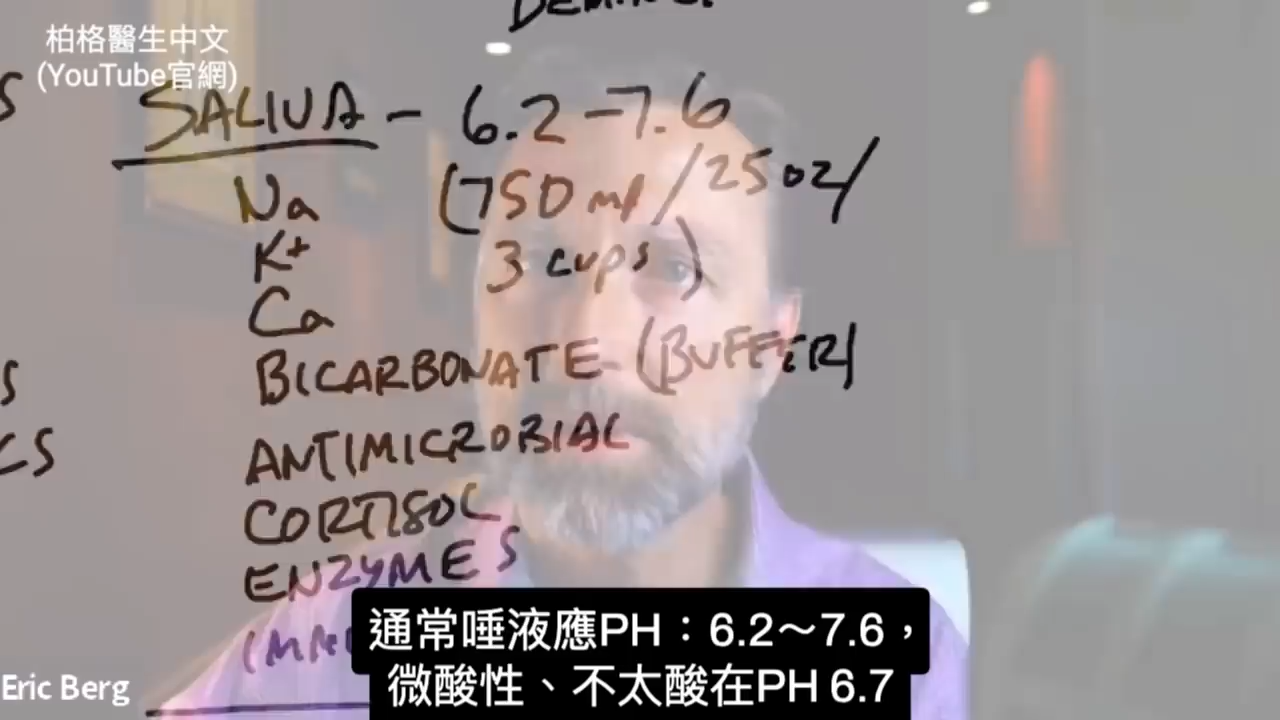 柏格醫生中文
(YouTube官網)
SALIVA - 6.2-7.6
Na (750 ml/25oz/
K+ 3 cups)
Ca
BICARBONATE - (BUFFER)
ANTIMICROBIAL
CORTISOL
ENZYMES
通常唾液應PH：6.2～7.6，
微酸性、不太酸在PH 6.7
Eric Berg